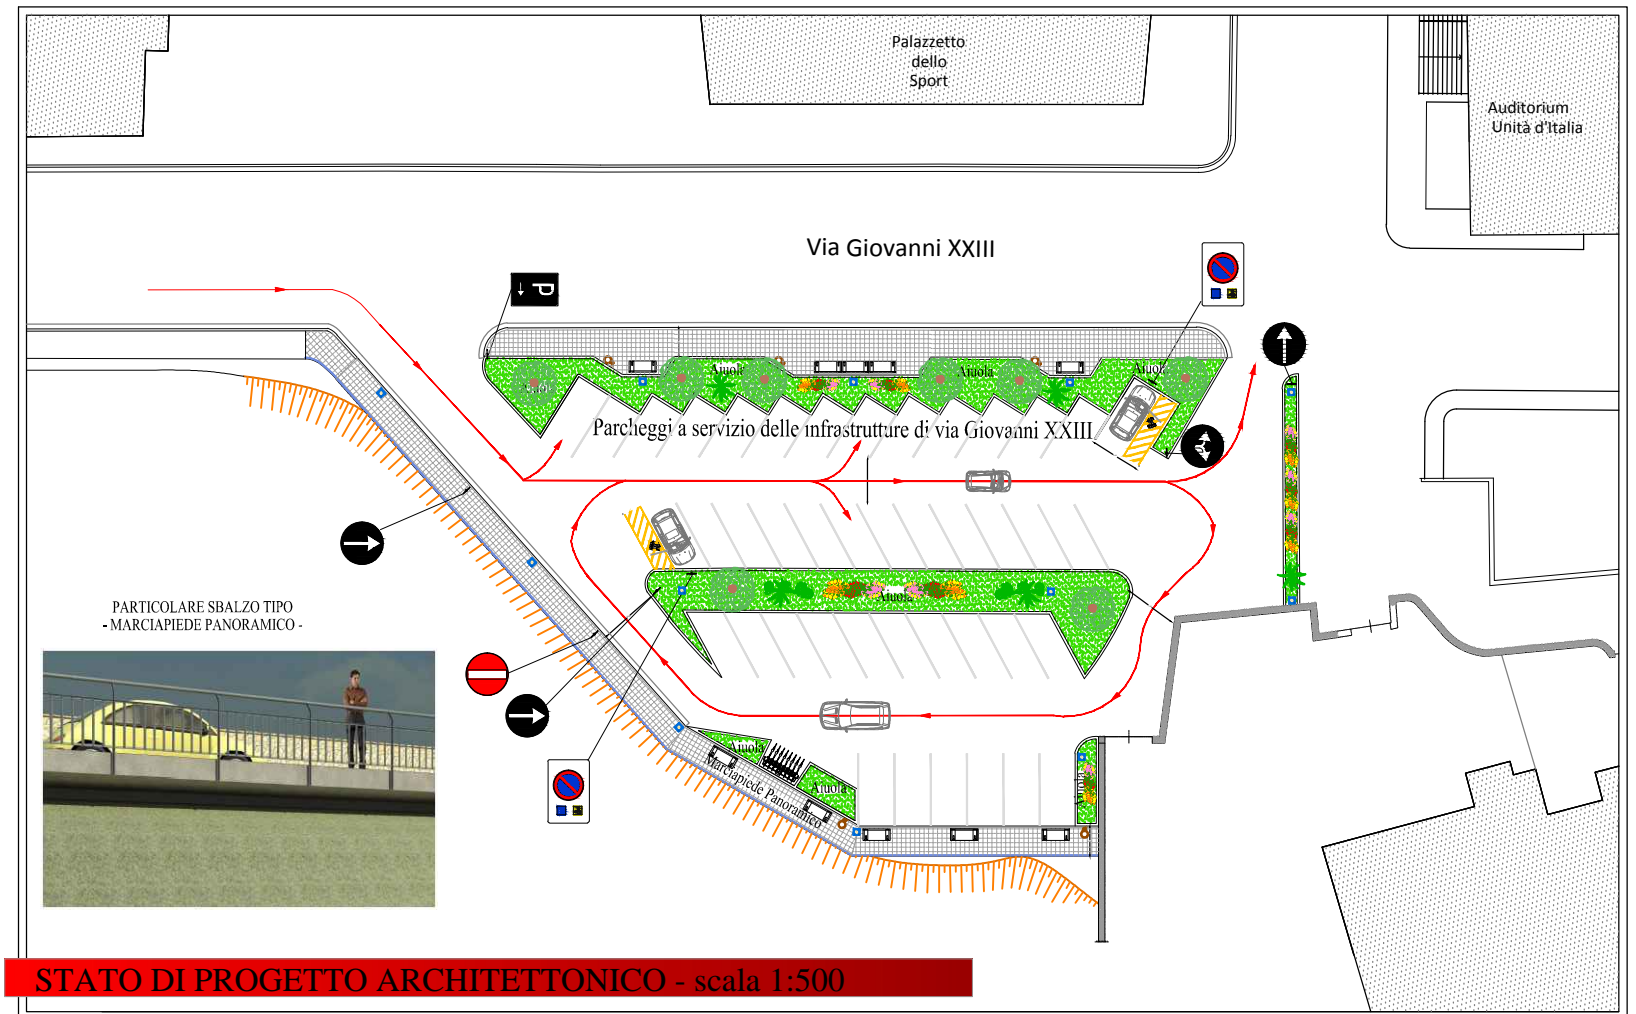 Palazzetto
dello
Sport
Auditorium
Unità d'Italia
Via Giovanni XXIII
P
Aiuola
Aiuola
Aiuola
Aiuola
Parcheggi a servizio delle infrastrutture di via Giovanni XXIII
Aiuola
PARTICOLARE SBALZO TIPO
- MARCIAPIEDE PANORAMICO -
Aiuola
Aiuola
Marciapiede Panoramico
Aiuola
STATO DI PROGETTO ARCHITETTONICO - scala 1:500